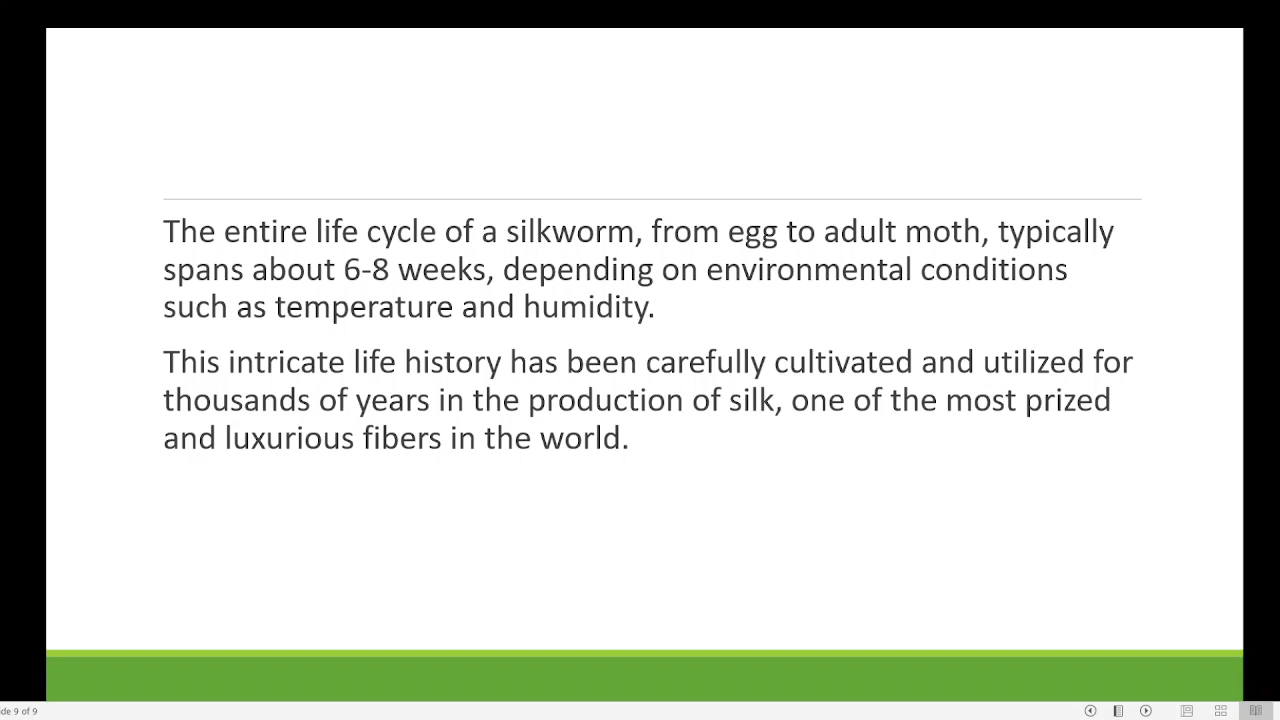 The entire life cycle of a silkworm, from egg to adult moth, typically
spans about 6-8 weeks, depending on environmental conditions
such as temperature and humidity.
This intricate life history has been carefully cultivated and utilized for
thousands of years in the production of silk, one of the most prized
and luxurious fibers in the world.
de 9 of 9